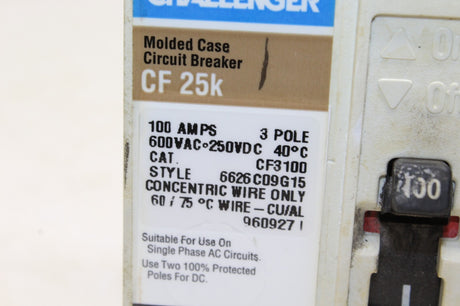 CHALLENGER
Molded Case
Circuit Breaker
CF 25k
100 AMPS 3 POLE
600VAC•250VDC 40°C
CAT. CF3100
STYLE 6626C09G15
CONCENTRIC WIRE ONLY
60 / 75 °C WIRE-CU/AL
960927 I
Suitable For Use On
Single Phase AC Circuits.
Use Two 100% Protected
Poles For DC.
On
Off
100